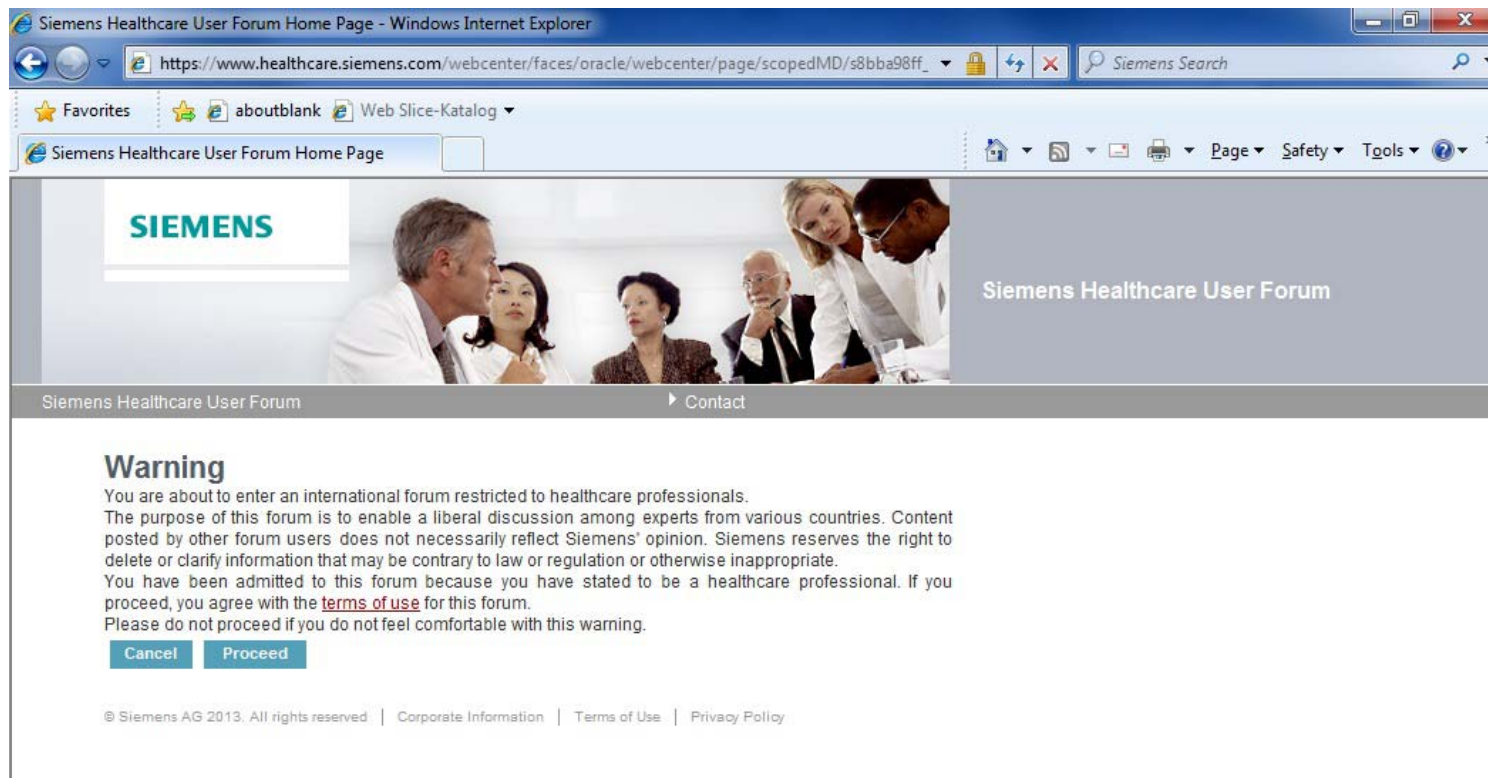 Siemens Healthcare User Forum Home Page - Windows Internet Explorer
https://www.healthcare.siemens.com/webcenter/faces/oracle/webcenter/page/scopedMD/s8bba98ff_
Siemens Search
Favorites aboutblank Web Slice-Katalog
Siemens Healthcare User Forum Home Page
Page Safety Tools
SIEMENS
Siemens Healthcare User Forum
Siemens Healthcare User Forum Contact
Warning
You are about to enter an international forum restricted to healthcare professionals.
The purpose of this forum is to enable a liberal discussion among experts from various countries. Content
posted by other forum users does not necessarily reflect Siemens' opinion. Siemens reserves the right to
delete or clarify information that may be contrary to law or regulation or otherwise inappropriate.
You have been admitted to this forum because you have stated to be a healthcare professional. If you
proceed, you agree with the terms of use for this forum.
Please do not proceed if you do not feel comfortable with this warning.
Cancel Proceed
© Siemens AG 2013. All rights reserved | Corporate Information | Terms of Use | Privacy Policy